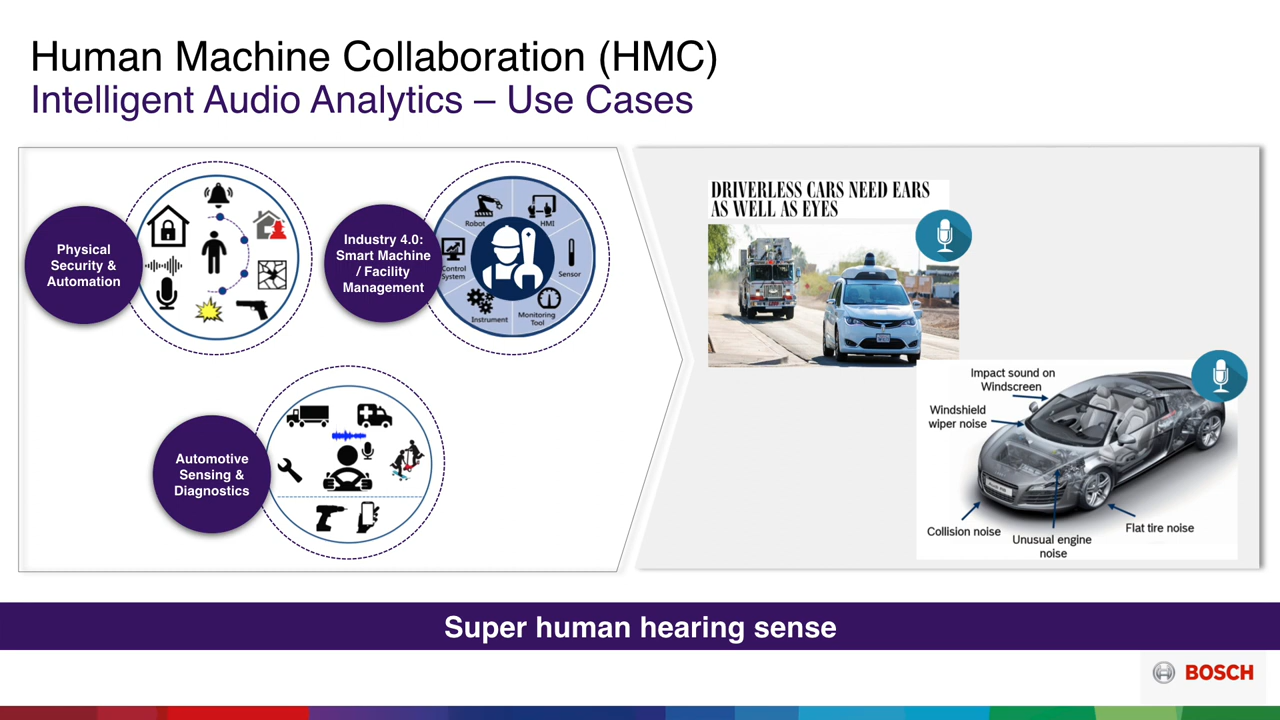 Human Machine Collaboration (HMC)
Intelligent Audio Analytics – Use Cases
Physical
Security &
Automation
Industry 4.0:
Smart Machine
/ Facility
Management
Robot
HMI
Control
System
Sensor
Instrument
Monitoring
Tool
Automotive
Sensing &
Diagnostics
DRIVERLESS CARS NEED EARS
AS WELL AS EYES
Impact sound on
Windscreen
Windshield
wiper noise
Collision noise
Unusual engine
noise
Flat tire noise
Super human hearing sense
BOSCH